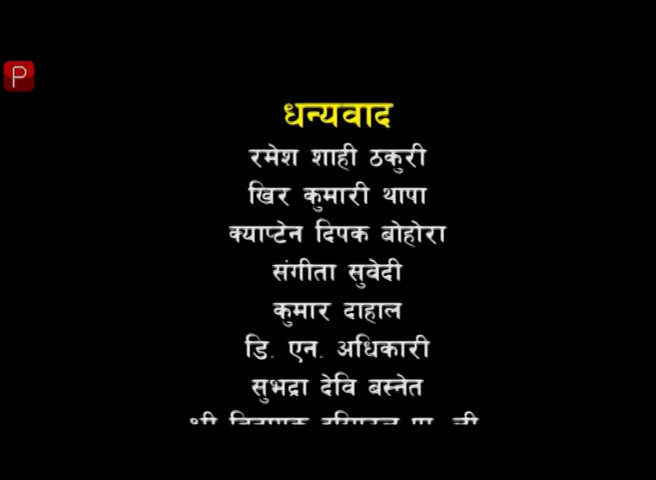 P
धन्यवाद
रमेश शाही ठकुरी
खिर कुमारी थापा
क्याप्टेन दिपक बोहोरा
संगीता सुवेदी
कुमार दाहाल
डि. एन. अधिकारी
सुभद्रा देवि बस्नेत